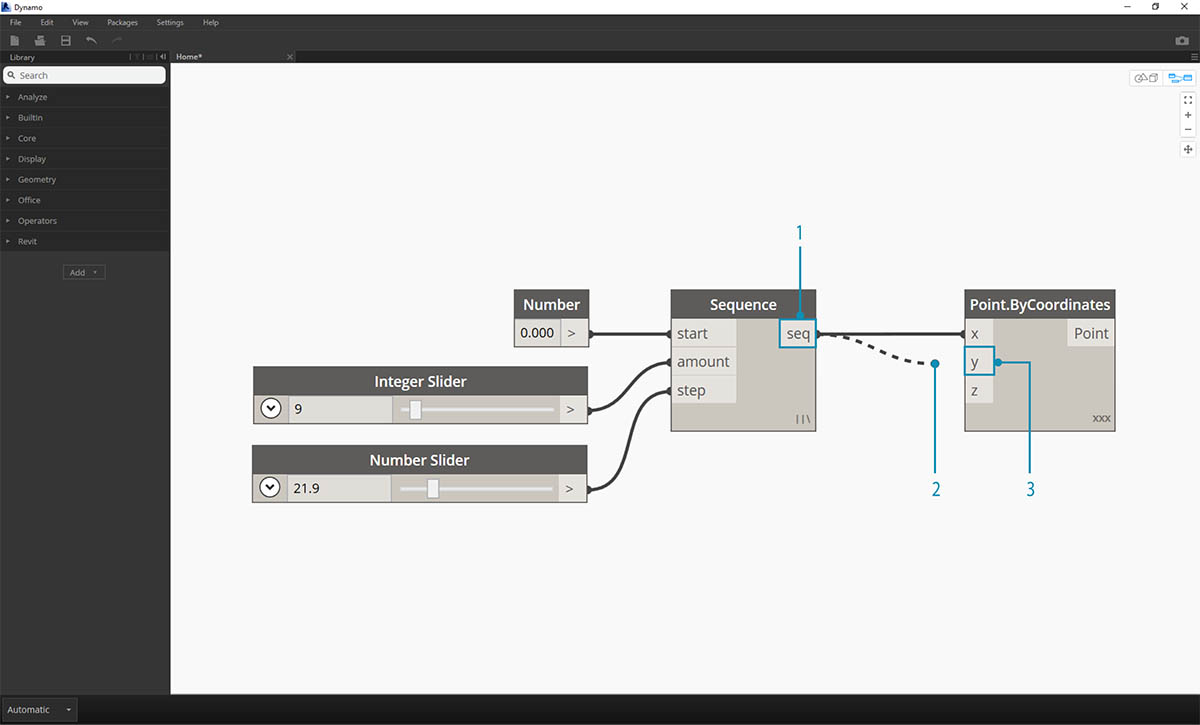 Dynamo
File Edit View Packages Settings Help
Library
Home*
Search
Analyze
BuiltIn
Core
Display
Geometry
Office
Operators
Revit
Add
1
Number
0.000 >
Sequence
start seq
amount
step
Point.ByCoordinates
x Point
y
z
XXX
Integer Slider
9 >
Number Slider
21.9 >
2
3
Automatic